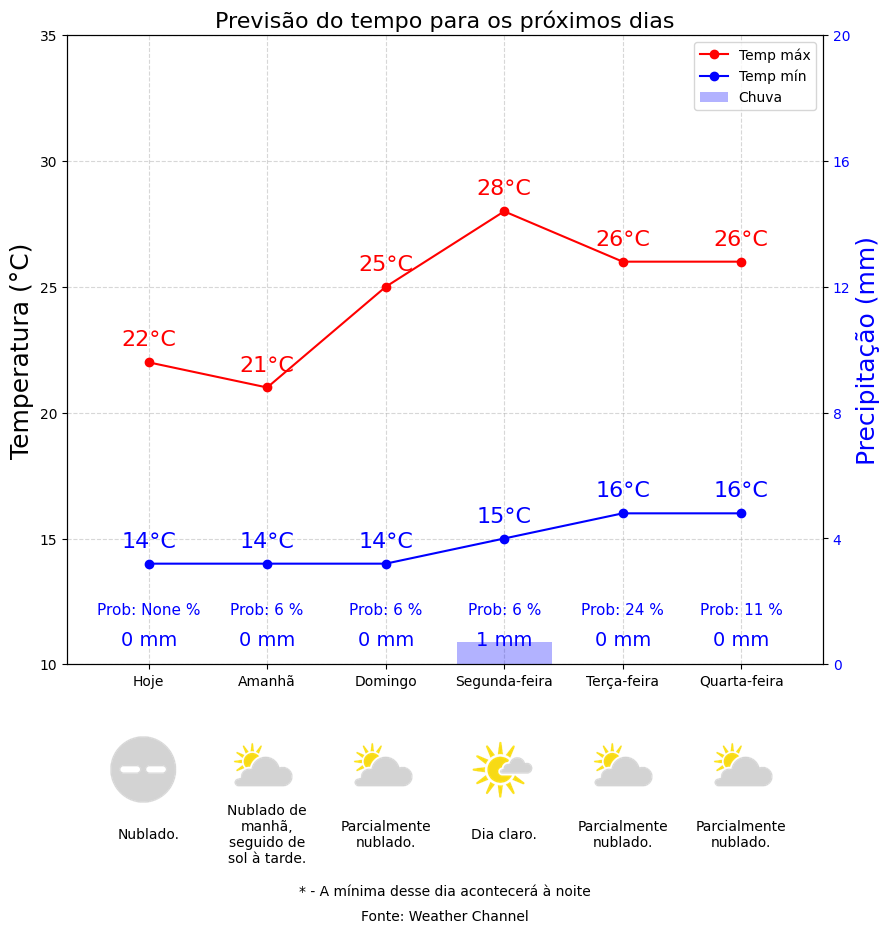 Previsão do tempo para os próximos dias
35
30
25
20
15
10
Temperatura (°C)
20
16
12
8
4
0
Precipitação (mm)
Temp máx
Temp mín
Chuva
22°C
21°C
25°C
28°C
26°C
26°C
14°C
14°C
14°C
15°C
16°C
16°C
Prob: None %
Prob: 6 %
Prob: 6 %
Prob: 6 %
Prob: 24 %
Prob: 11 %
0 mm
0 mm
0 mm
1 mm
0 mm
0 mm
Hoje
Amanhã
Domingo
Segunda-feira
Terça-feira
Quarta-feira
Nublado.
Nublado de
manhã,
seguido de
sol à tarde.
Parcialmente
nublado.
Dia claro.
Parcialmente
nublado.
Parcialmente
nublado.
* - A mínima desse dia acontecerá à noite
Fonte: Weather Channel